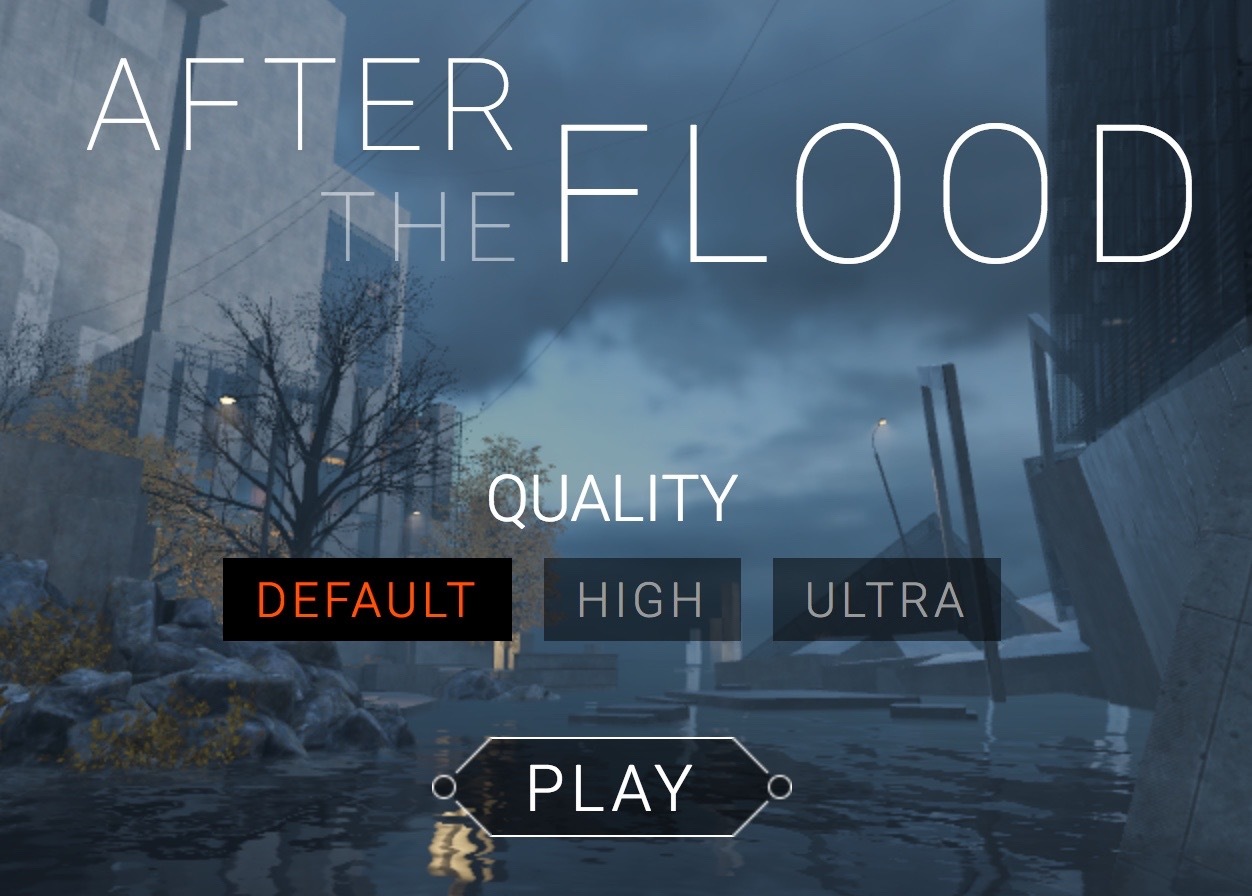 AFTER
THE FLOOD
QUALITY
DEFAULT HIGH ULTRA
PLAY